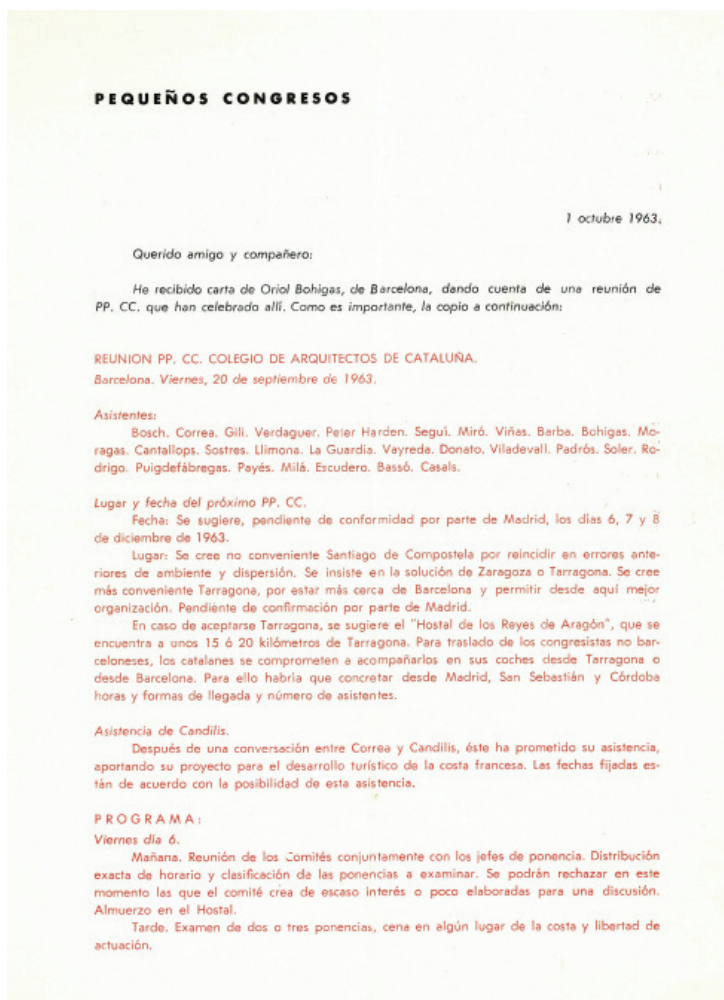 PEQUEÑOS CONGRESOS
1 octubre 1963.
Querido amigo y compañero:
He recibido carta de Oriol Bohigas, de Barcelona, dando cuenta de una reunión de
PP. CC. que han celebrado allí. Como es importante, la copio a continuación:
REUNION PP. CC. COLEGIO DE ARQUITECTOS DE CATALUÑA.
Barcelona. Viernes, 20 de septiembre de 1963.
Asistentes:
Bosch. Correa. Gili. Verdaguer. Peter Harden. Seguí. Miró. Viñas. Barba. Bohigas. Mo-
ragas. Cantallops. Sostres. Llimona. La Guardia. Vayreda. Donato. Viladevall. Padrós. Soler. Ro-
drigo. Puigdefábregas. Payés. Milá. Escudero. Bassó. Casals.
Lugar y fecha del próximo PP. CC.
Fecha: Se sugiere, pendiente de conformidad por parte de Madrid, los días 6, 7 y 8
de diciembre de 1963.
Lugar: Se cree no conveniente Santiago de Compostela por reincidir en errores ante-
riores de ambiente y dispersión. Se insiste en la solución de Zaragoza o Tarragona. Se cree
más conveniente Tarragona, por estar más cerca de Barcelona y permitir desde aquí mejor
organización. Pendiente de confirmación por parte de Madrid.
En caso de aceptarse Tarragona, se sugiere el "Hostal de los Reyes de Aragón", que se
encuentra a unos 15 ó 20 kilómetros de Tarragona. Para traslado de los congresistas no bar-
celoneses, los catalanes se comprometen a acompañarlos en sus coches desde Tarragona o
desde Barcelona. Para ello habría que concretar desde Madrid, San Sebastián y Córdoba
horas y formas de llegada y número de asistentes.
Asistencia de Candilis.
Después de una conversación entre Correa y Candilis, éste ha prometido su asistencia,
aportando su proyecto para el desarrollo turístico de la costa francesa. Las fechas fijadas es-
tán de acuerdo con la posibilidad de esta asistencia.
PROGRAMA:
Viernes día 6.
Mañana. Reunión de los Comités conjuntamente con los jefes de ponencia. Distribución
exacta de horario y clasificación de las ponencias a examinar. Se podrán rechazar en este
momento las que el comité crea de escaso interés o poco elaboradas para una discusión.
Almuerzo en el Hostal.
Tarde. Examen de dos o tres ponencias, cena en algún lugar de la costa y libertad de
actuación.